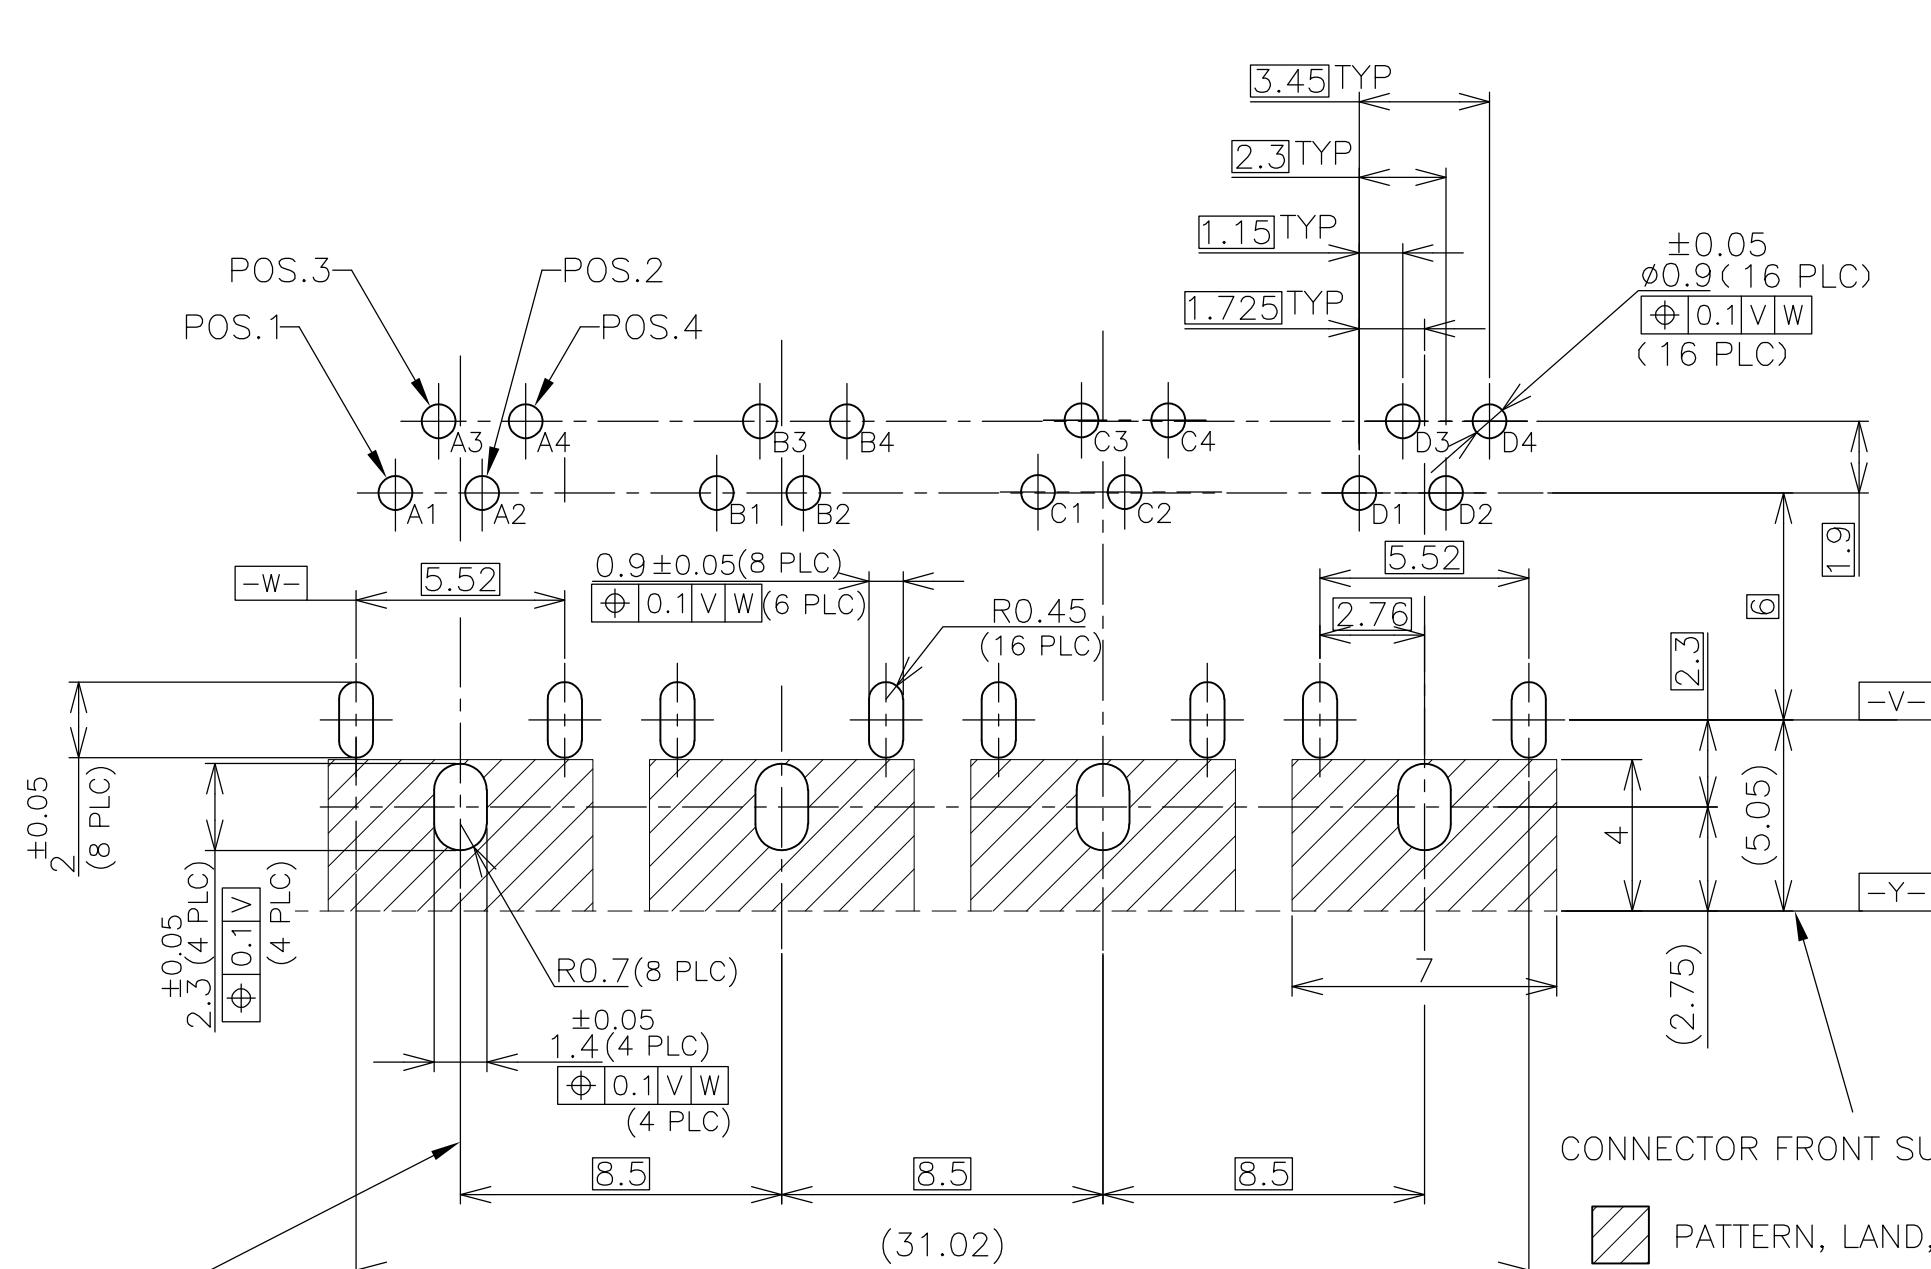 3.45 TYP
2.3 TYP
1.15 TYP
1.725 TYP
±0.05
⌀0.9(16 PLC)
⌖ 0.1 V W
(16 PLC)
POS.3
POS.2
POS.1
POS.4
A3 A4 B3 B4 C3 C4 D3 D4
A1 A2 B1 B2 C1 C2 D1 D2
1.9
-W-
5.52
0.9±0.05(8 PLC)
⌖ 0.1 V W (6 PLC)
R0.45
(16 PLC)
5.52
2.76
6
2.3
-V-
±0.05
2
(8 PLC)
4
(5.05)
-Y-
±0.05
2.3(4 PLC)
⌖ 0.1 V
(4 PLC)
R0.7(8 PLC)
7
(2.75)
±0.05
1.4(4 PLC)
⌖ 0.1 V W
(4 PLC)
CONNECTOR FRONT SU
8.5 8.5 8.5
(31.02)
PATTERN, LAND,